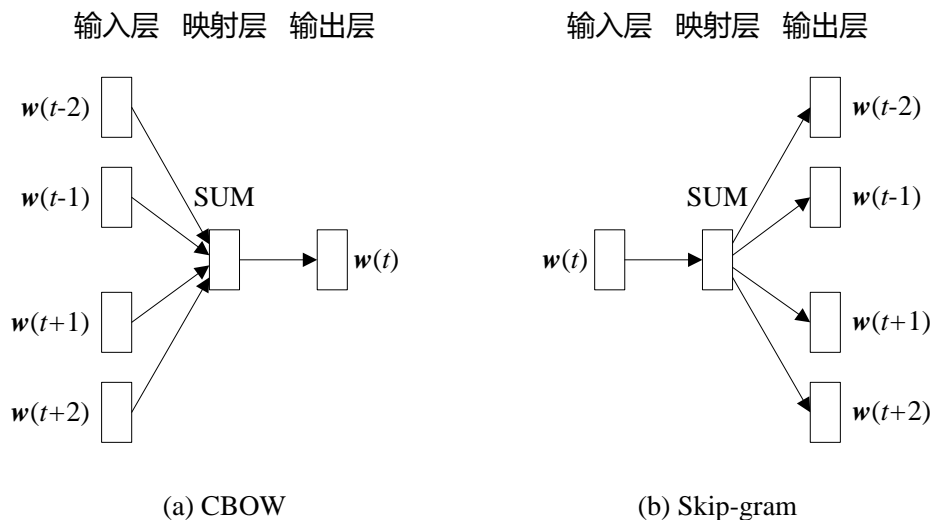 输入层 映射层 输出层
w(t-2)
w(t-1)
SUM
w(t)
w(t+1)
w(t+2)
(a) CBOW
输入层 映射层 输出层
w(t-2)
w(t-1)
SUM
w(t)
w(t+1)
w(t+2)
(b) Skip-gram